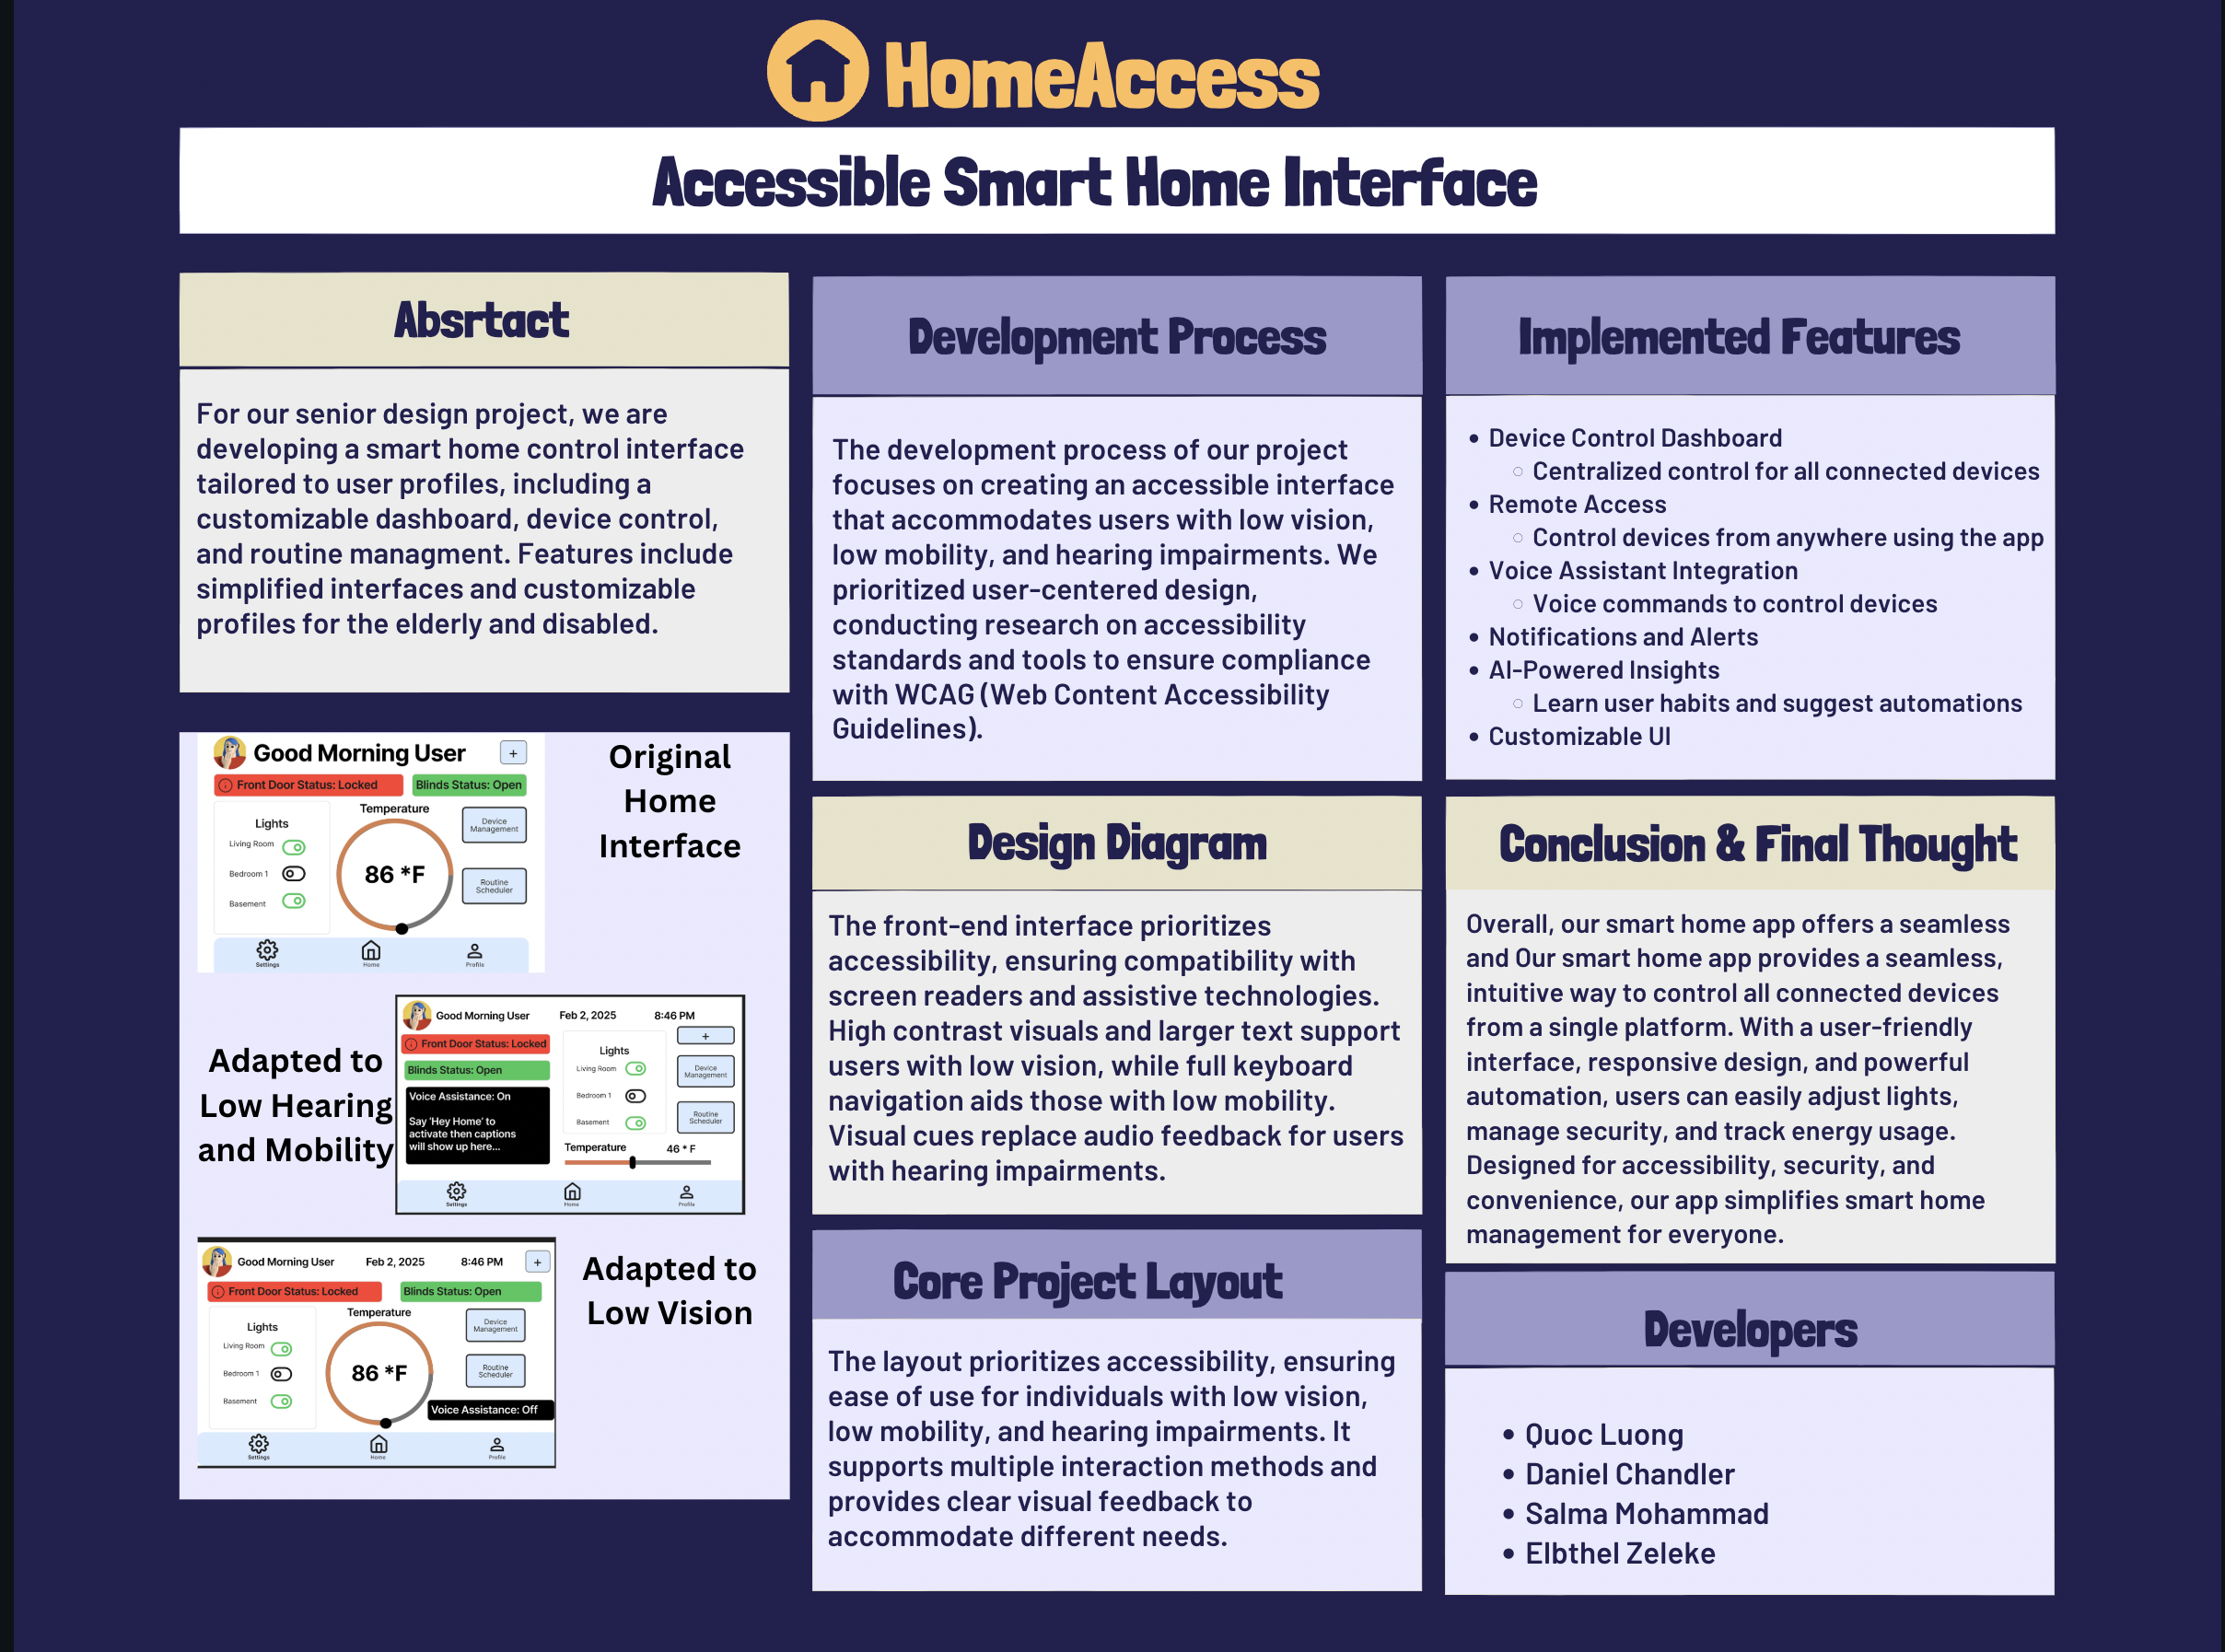 HomeAccess
Accessible Smart Home Interface
Absrtact
For our senior design project, we are
developing a smart home control interface
tailored to user profiles, including a
customizable dashboard, device control,
and routine managment. Features include
simplified interfaces and customizable
profiles for the elderly and disabled.
Good Morning User
+
Front Door Status: Locked
Blinds Status: Open
Lights
Living Room
Bedroom 1
Basement
Temperature
86 *F
Device
Management
Routine
Scheduler
Settings
Home
Profile
Original
Home
Interface
Adapted to
Low Hearing
and Mobility
Good Morning User
Feb 2, 2025
8:46 PM
Front Door Status: Locked
Blinds Status: Open
Voice Assistance: On
Say 'Hey Home' to
activate then captions
will show up here...
Lights
Living Room
Bedroom 1
Basement
+
Device
Management
Routine
Scheduler
Temperature
46 * F
Settings
Home
Profile
Good Morning User
Feb 2, 2025
8:46 PM
+
Front Door Status: Locked
Blinds Status: Open
Lights
Living Room
Bedroom 1
Basement
Temperature
86 *F
Device
Management
Routine
Scheduler
Voice Assistance: Off
Settings
Home
Profile
Adapted to
Low Vision
Development Process
The development process of our project
focuses on creating an accessible interface
that accommodates users with low vision,
low mobility, and hearing impairments. We
prioritized user-centered design,
conducting research on accessibility
standards and tools to ensure compliance
with WCAG (Web Content Accessibility
Guidelines).
Design Diagram
The front-end interface prioritizes
accessibility, ensuring compatibility with
screen readers and assistive technologies.
High contrast visuals and larger text support
users with low vision, while full keyboard
navigation aids those with low mobility.
Visual cues replace audio feedback for users
with hearing impairments.
Core Project Layout
The layout prioritizes accessibility, ensuring
ease of use for individuals with low vision,
low mobility, and hearing impairments. It
supports multiple interaction methods and
provides clear visual feedback to
accommodate different needs.
Implemented Features
• Device Control Dashboard
○ Centralized control for all connected devices
• Remote Access
○ Control devices from anywhere using the app
• Voice Assistant Integration
○ Voice commands to control devices
• Notifications and Alerts
• AI-Powered Insights
○ Learn user habits and suggest automations
• Customizable UI
Conclusion & Final Thought
Overall, our smart home app offers a seamless
and Our smart home app provides a seamless,
intuitive way to control all connected devices
from a single platform. With a user-friendly
interface, responsive design, and powerful
automation, users can easily adjust lights,
manage security, and track energy usage.
Designed for accessibility, security, and
convenience, our app simplifies smart home
management for everyone.
Developers
• Quoc Luong
• Daniel Chandler
• Salma Mohammad
• Elbthel Zeleke